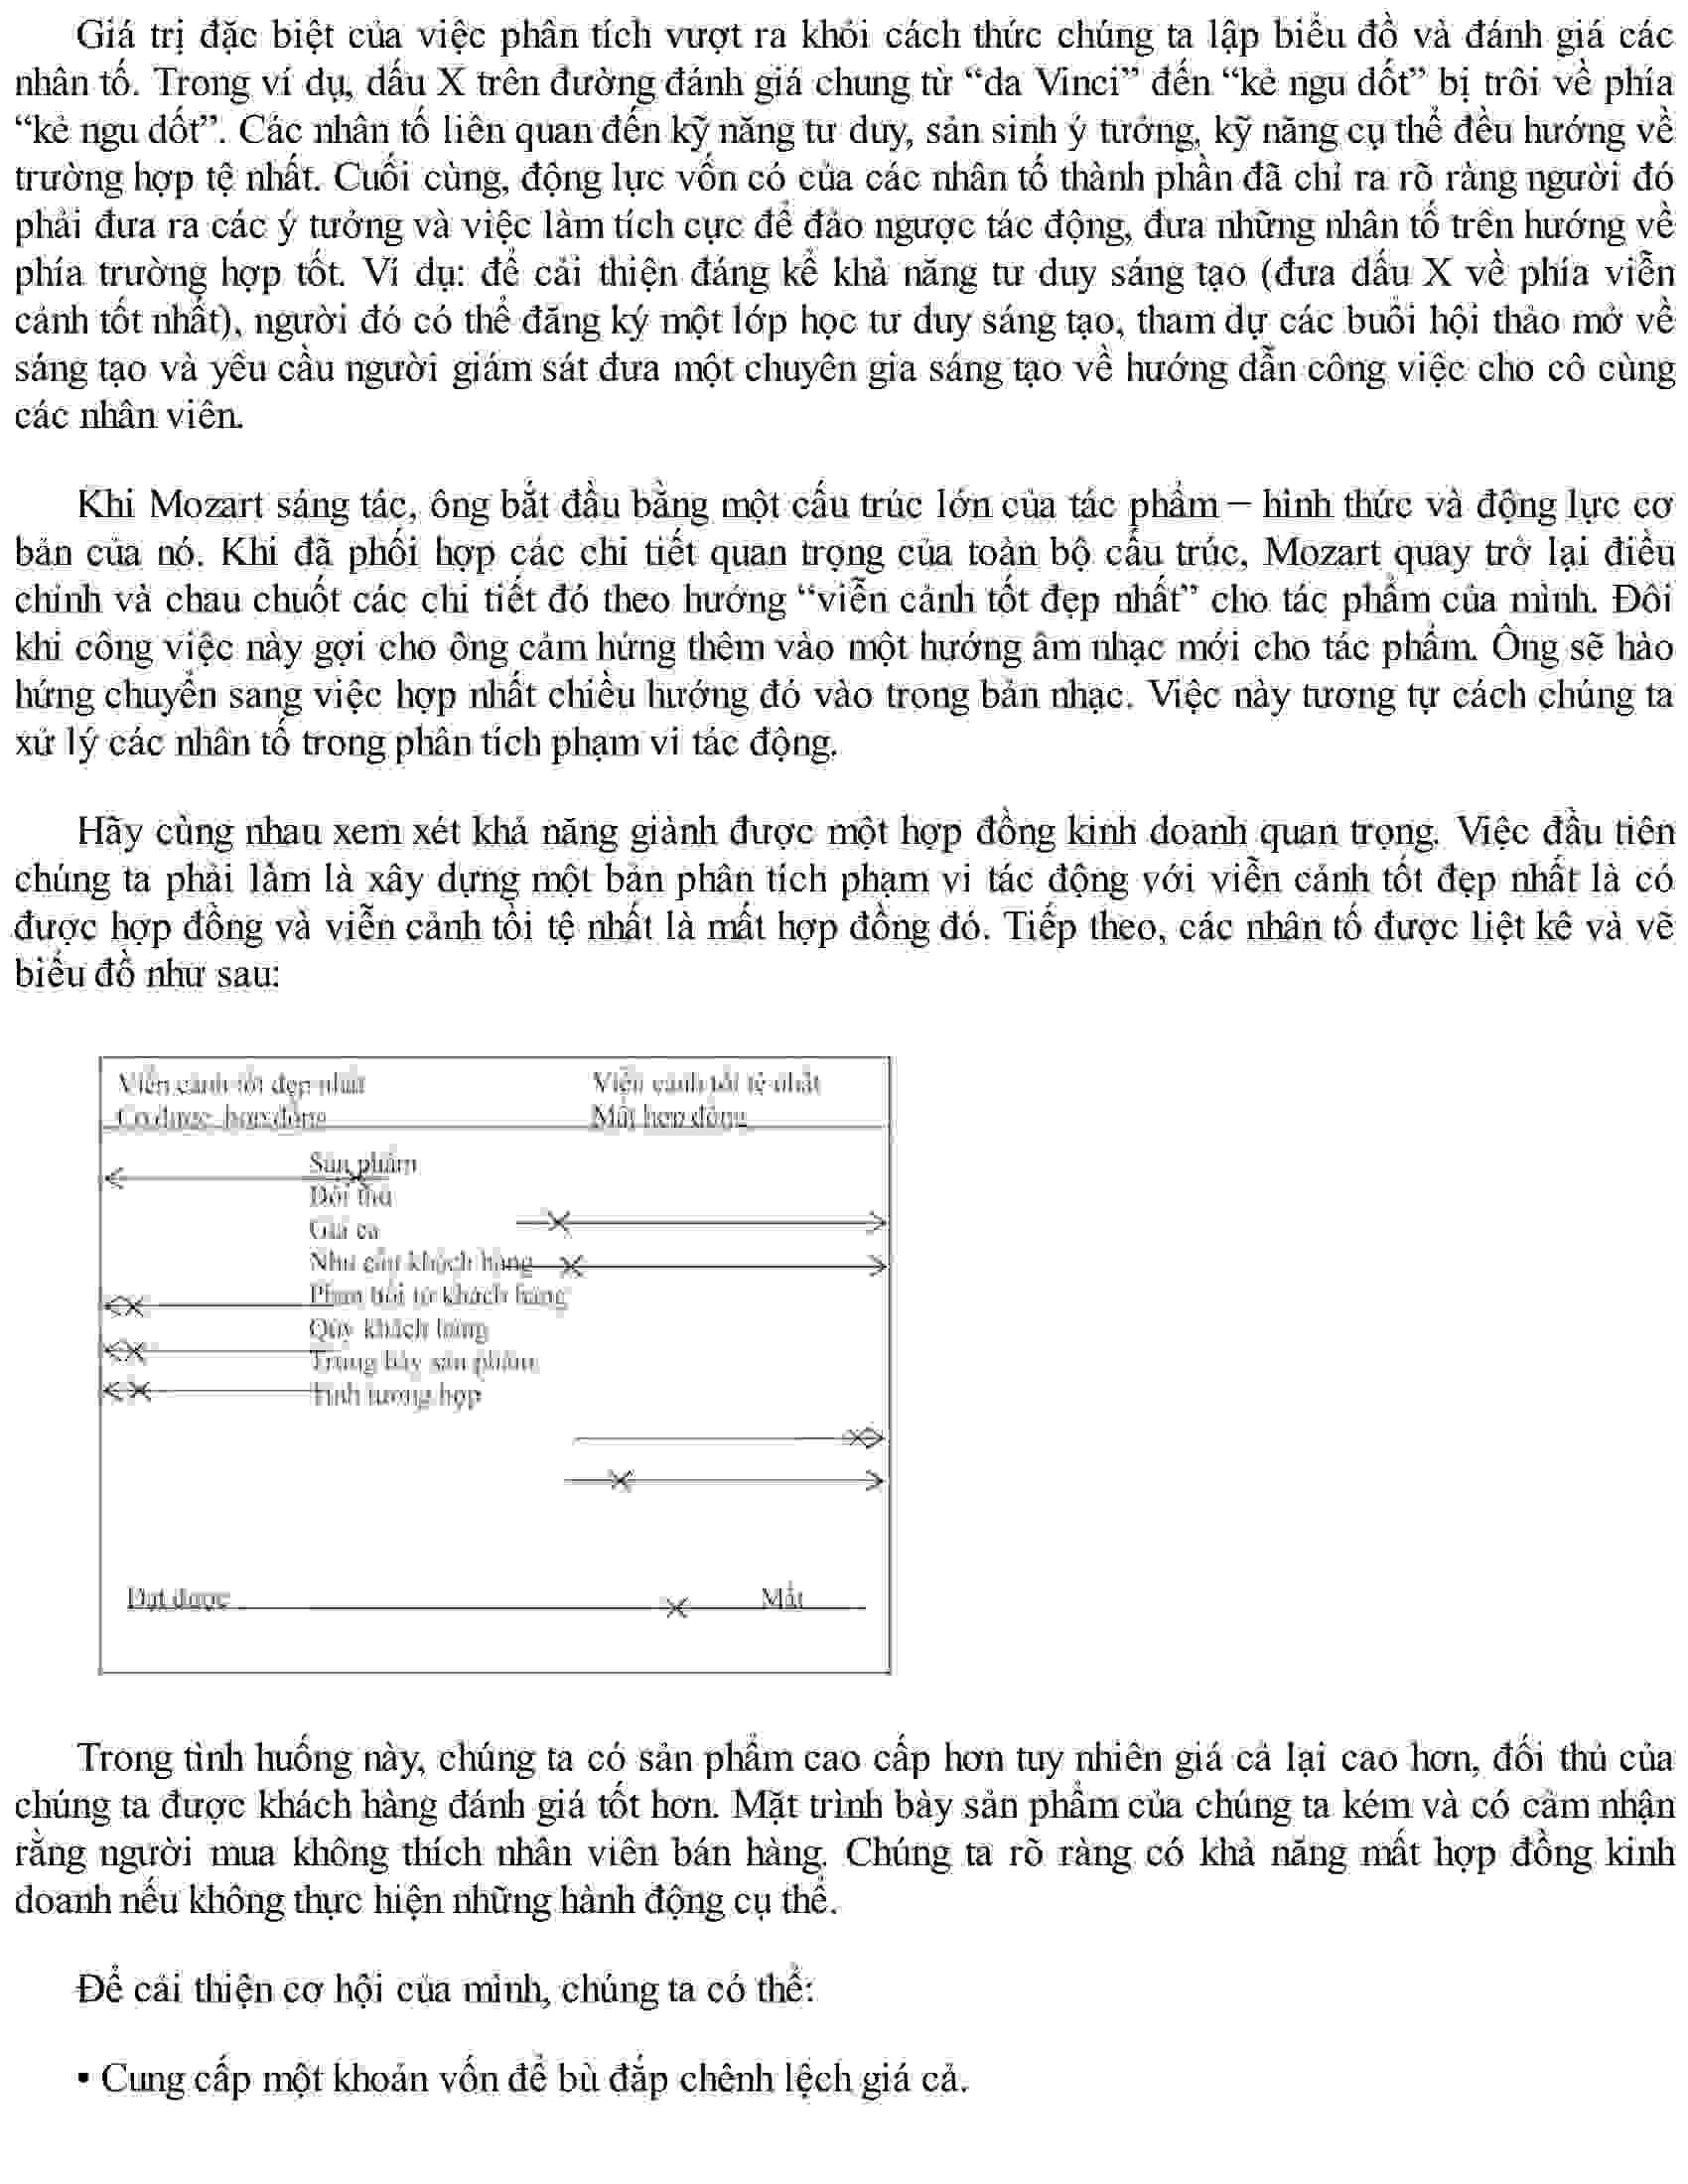 Giá trị đặc biệt của việc phân tích vượt ra khỏi cách thức chúng ta lập biểu đồ và đánh giá các
nhân tố. Trong ví dụ, dấu X trên đường đánh giá chung từ “da Vinci” đến “kẻ ngu dốt” bị trôi về phía
“kẻ ngu dốt”. Các nhân tố liên quan đến kỹ năng tư duy, sản sinh ý tưởng, kỹ năng cụ thể đều hướng về
trường hợp tệ nhất. Cuối cùng, động lực vốn có của các nhân tố thành phần đã chỉ ra rõ ràng người đó
phải đưa ra các ý tưởng và việc làm tích cực để đảo ngược tác động, đưa những nhân tố trên hướng về
phía trường hợp tốt. Ví dụ: để cải thiện đáng kể khả năng tư duy sáng tạo (đưa dấu X về phía viễn
cảnh tốt nhất), người đó có thể đăng ký một lớp học tư duy sáng tạo, tham dự các buổi hội thảo mở về
sáng tạo và yêu cầu người giám sát đưa một chuyên gia sáng tạo về hướng dẫn công việc cho cô cùng
các nhân viên.
Khi Mozart sáng tác, ông bắt đầu bằng một cấu trúc lớn của tác phẩm – hình thức và động lực cơ
bản của nó. Khi đã phối hợp các chi tiết quan trọng của toàn bộ cấu trúc, Mozart quay trở lại điều
chỉnh và chau chuốt các chi tiết đó theo hướng “viễn cảnh tốt đẹp nhất” cho tác phẩm của mình. Đôi
khi công việc này gợi cho ông cảm hứng thêm vào một hướng âm nhạc mới cho tác phẩm. Ông sẽ hào
hứng chuyển sang việc hợp nhất chiều hướng đó vào trong bản nhạc. Việc này tương tự cách chúng ta
xử lý các nhân tố trong phân tích phạm vi tác động.
Hãy cùng nhau xem xét khả năng giành được một hợp đồng kinh doanh quan trọng. Việc đầu tiên
chúng ta phải làm là xây dựng một bản phân tích phạm vi tác động với viễn cảnh tốt đẹp nhất là có
được hợp đồng và viễn cảnh tồi tệ nhất là mất hợp đồng đó. Tiếp theo, các nhân tố được liệt kê và vẽ
biểu đồ như sau:
Viễn cảnh tốt đẹp nhất Viễn cảnh tồi tệ nhất
Có được hợp đồng Mất hợp đồng
Sản phẩm
Đối thủ
Giá cả
Nhu cầu khách hàng
Phản hồi từ khách hàng
Qũy khách hàng
Trưng bày sản phẩm
Tính tương hợp
Đạt được Mất
Trong tình huống này, chúng ta có sản phẩm cao cấp hơn tuy nhiên giá cả lại cao hơn, đối thủ của
chúng ta được khách hàng đánh giá tốt hơn. Mặt trình bày sản phẩm của chúng ta kém và có cảm nhận
rằng người mua không thích nhân viên bán hàng. Chúng ta rõ ràng có khả năng mất hợp đồng kinh
doanh nếu không thực hiện những hành động cụ thể.
Để cải thiện cơ hội của mình, chúng ta có thể:
• Cung cấp một khoản vốn để bù đắp chênh lệch giá cả.